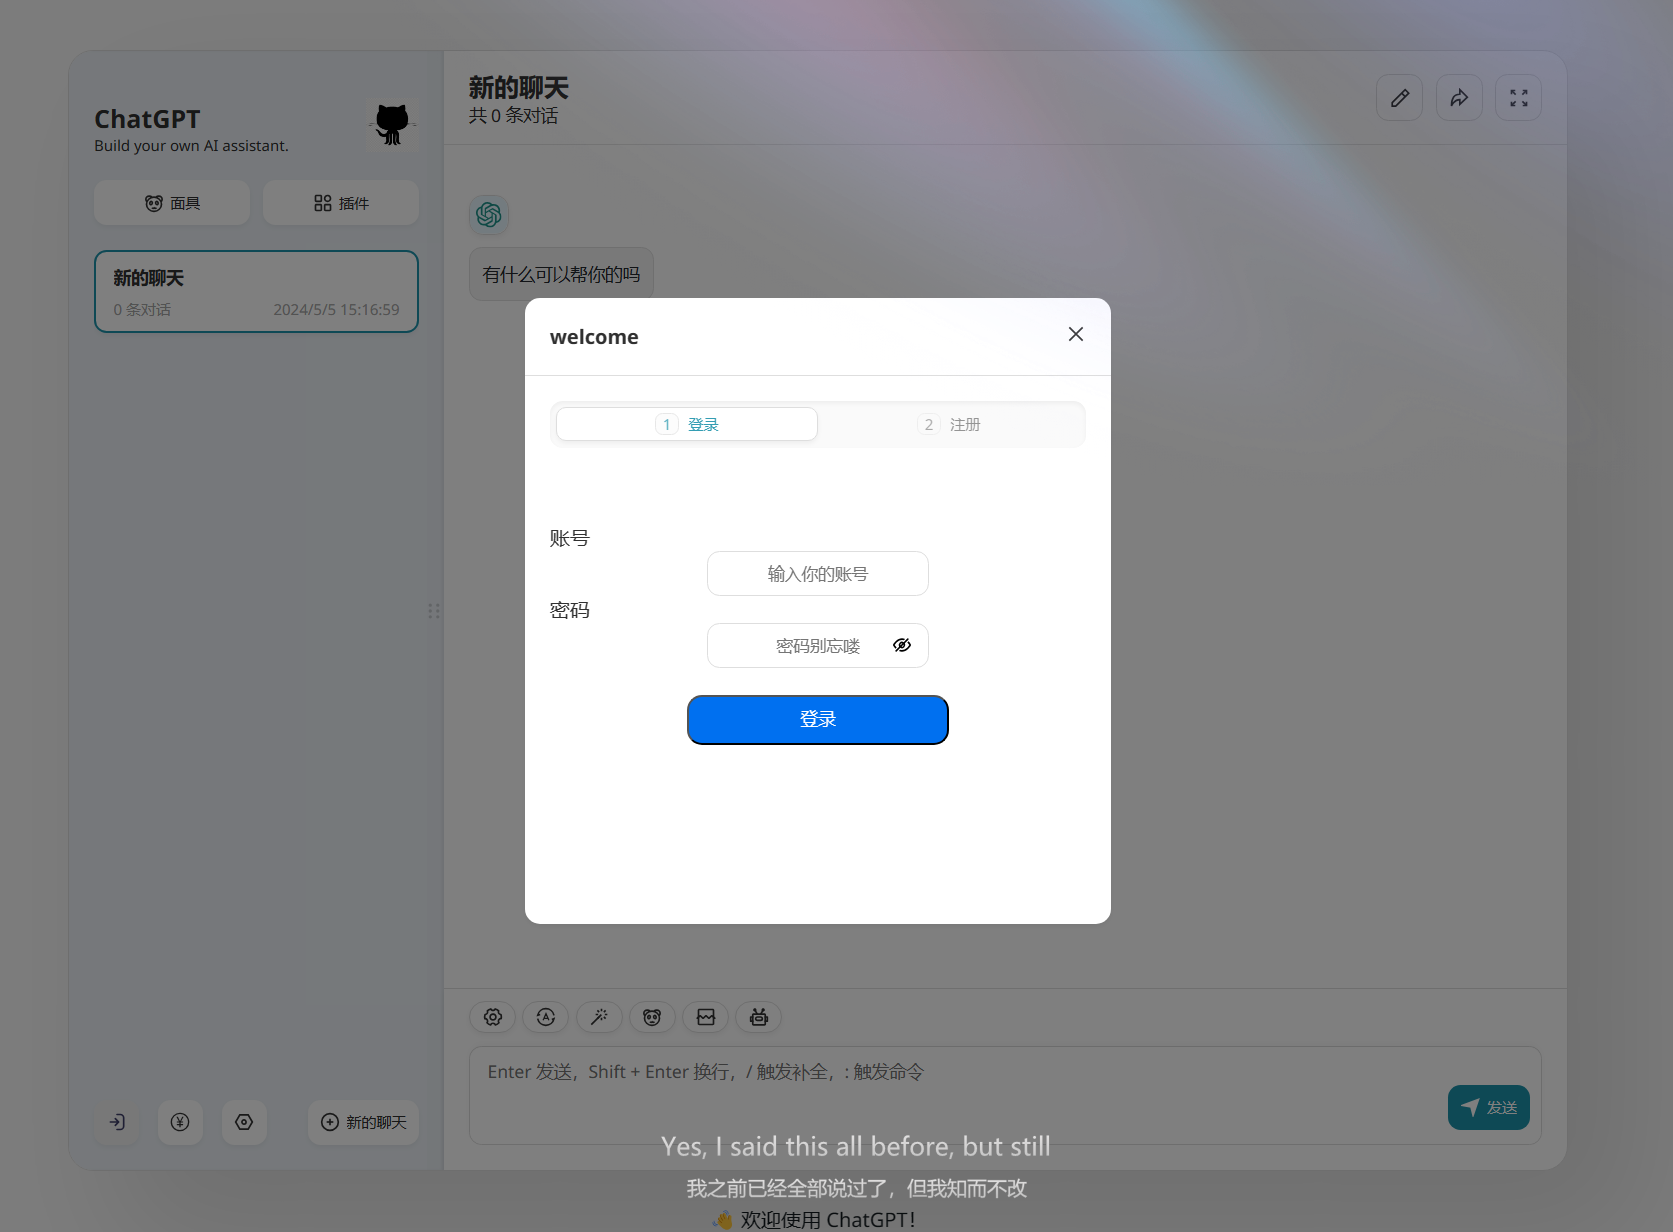 ChatGPT
Build your own AI assistant.
面具
插件
新的聊天
0 条对话
2024/5/5 15:16:59
新的聊天
共 0 条对话
有什么可以帮你的吗
welcome
1 登录
2 注册
账号
输入你的账号
密码
密码别忘喽
登录
Enter 发送，Shift + Enter 换行，/ 触发补全，: 触发命令
发送
新的聊天
Yes, I said this all before, but still
我之前已经全部说过了，但我知而不改
👋 欢迎使用 ChatGPT！